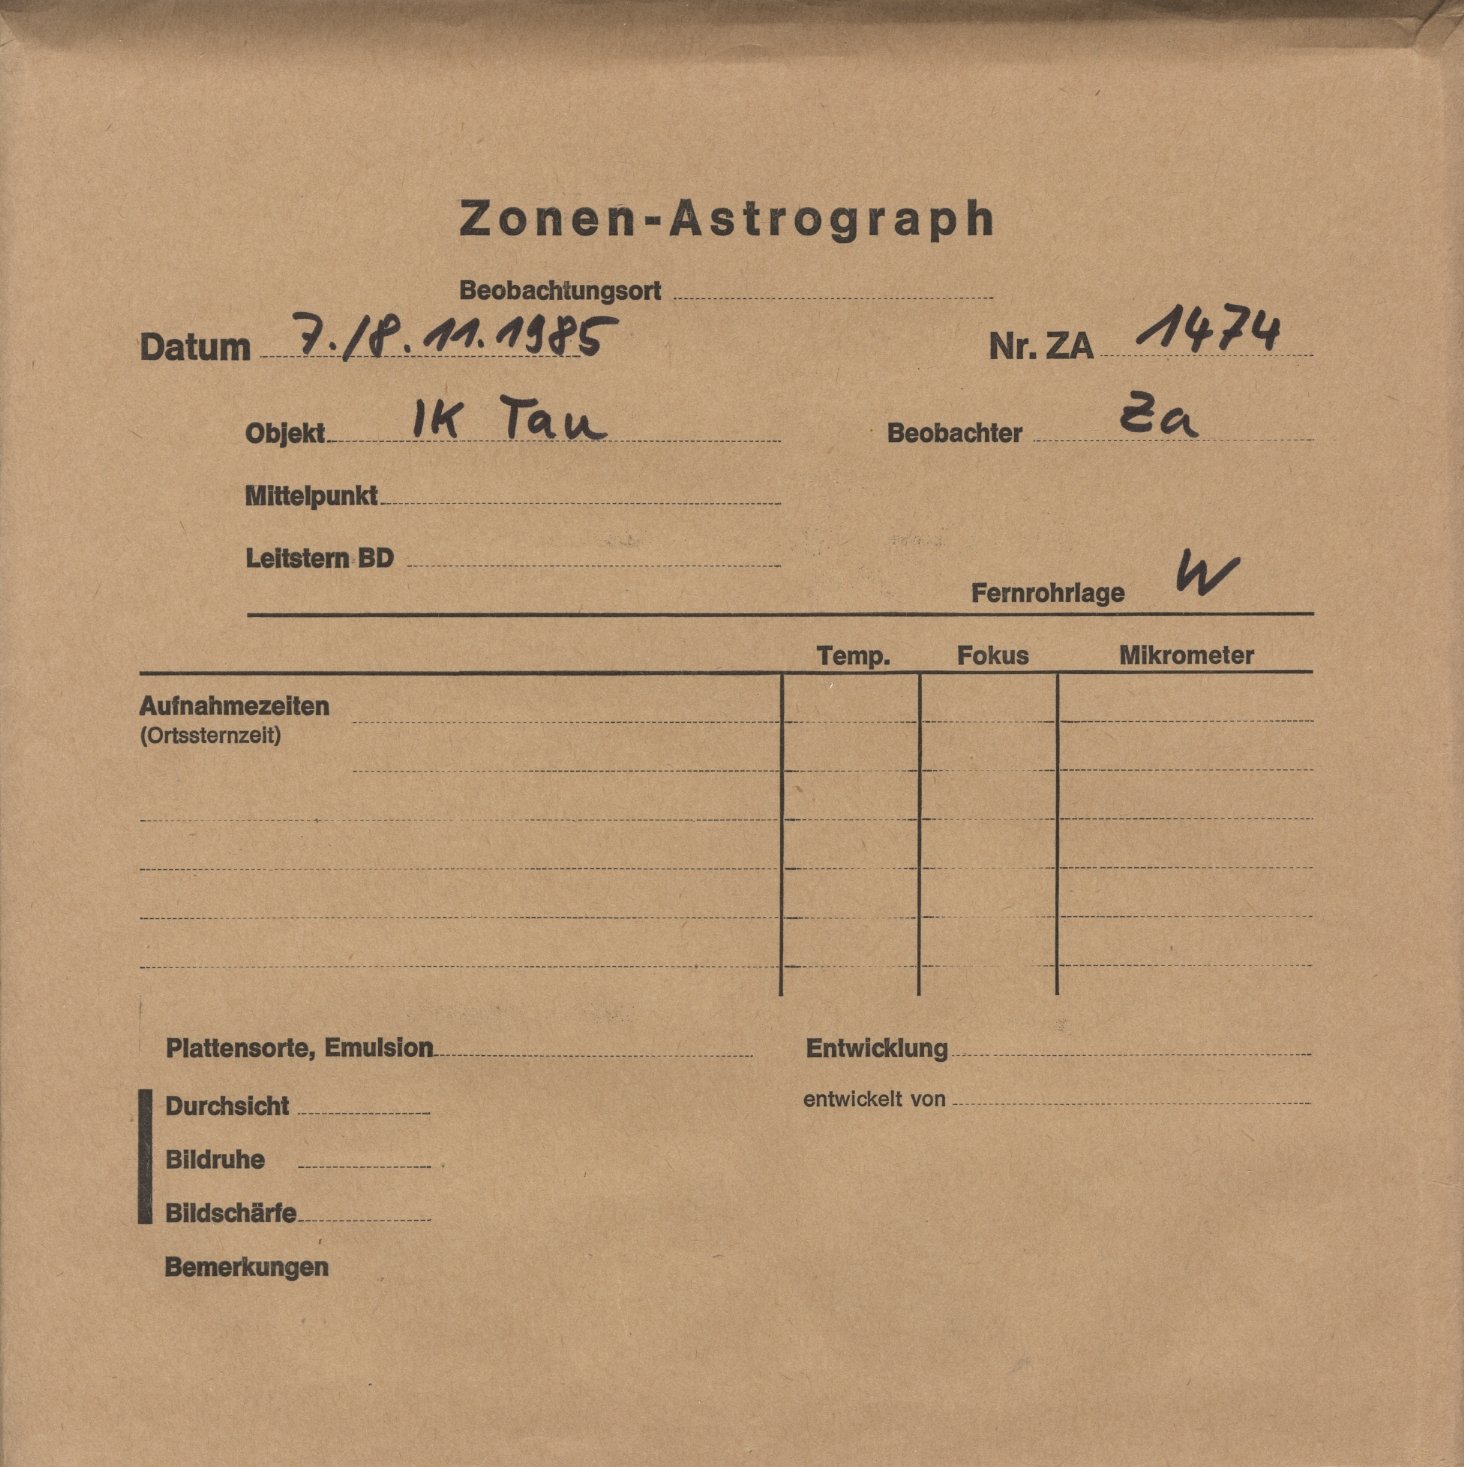 Zonen-Astrograph
Beobachtungsort
Datum 7./8.11.1985 Nr. ZA 1474
Objekt IK Tau Beobachter Za
Mittelpunkt
Leitstern BD
Fernrohrlage W
Temp. Fokus Mikrometer
Aufnahmezeiten
(Ortssternzeit)
Plattensorte, Emulsion Entwicklung
Durchsicht entwickelt von
Bildruhe
Bildschärfe
Bemerkungen